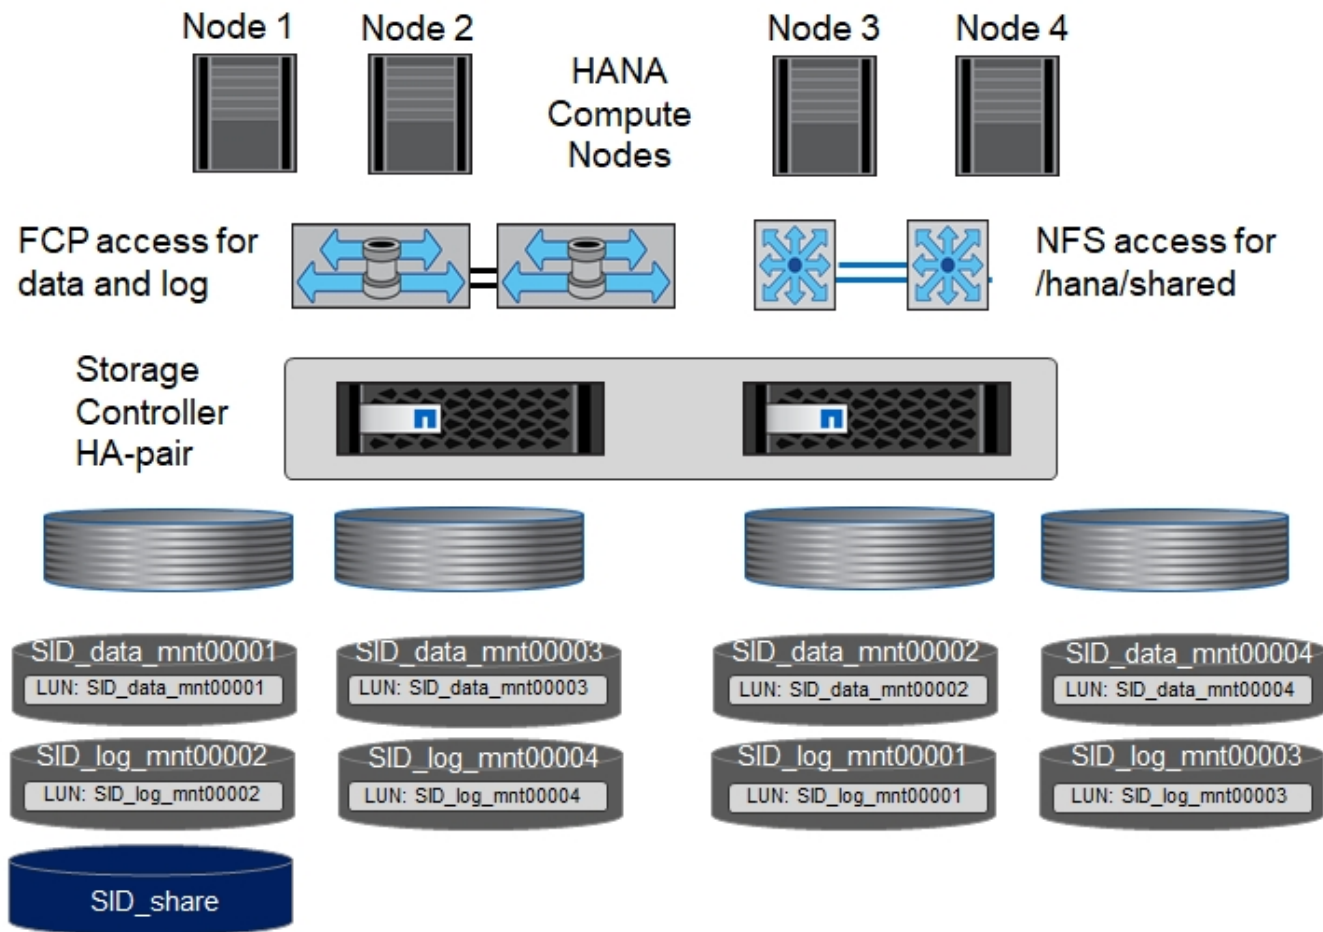 Node 1
Node 2
Node 3
Node 4
HANA
Compute
Nodes
FCP access for
data and log
NFS access for
/hana/shared
Storage
Controller
HA-pair
SID_data_mnt00001
LUN: SID_data_mnt00001
SID_data_mnt00003
LUN: SID_data_mnt00003
SID_data_mnt00002
LUN: SID_data_mnt00002
SID_data_mnt00004
LUN: SID_data_mnt00004
SID_log_mnt00002
LUN: SID_log_mnt00002
SID_log_mnt00004
LUN: SID_log_mnt00004
SID_log_mnt00001
LUN: SID_log_mnt00001
SID_log_mnt00003
LUN: SID_log_mnt00003
SID_share